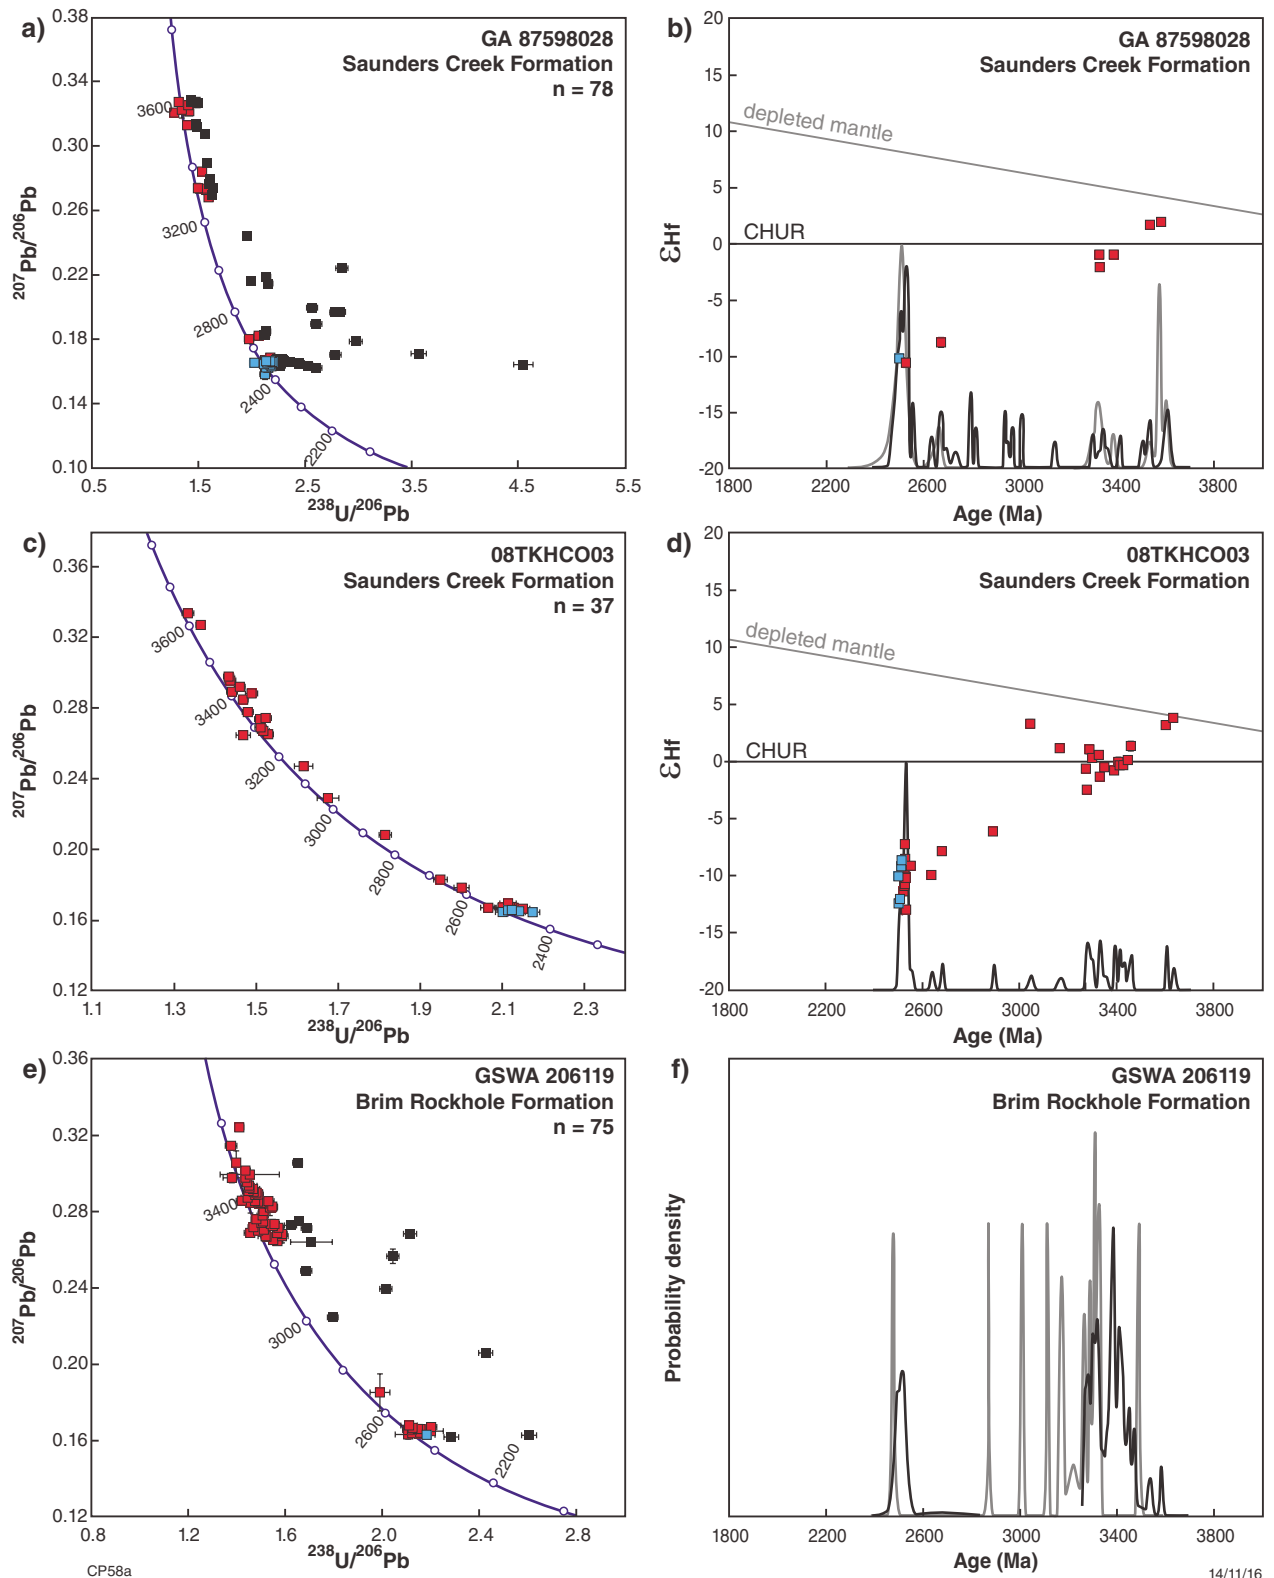 a)
GA 87598028
Saunders Creek Formation
n = 78
0.38
0.34
0.30
0.26
0.22
0.18
0.14
0.10
207Pb/206Pb
3600
3200
2800
2400
2200
0.5 1.5 2.5 3.5 4.5 5.5
238U/206Pb
b)
GA 87598028
Saunders Creek Formation
20
15
10
5
0
-5
-10
-15
-20
εHf
depleted mantle
CHUR
1800 2200 2600 3000 3400 3800
Age (Ma)
c)
08TKHCO03
Saunders Creek Formation
n = 37
0.36
0.32
0.28
0.24
0.20
0.16
0.12
207Pb/206Pb
3600
3400
3200
3000
2800
2600
2400
1.1 1.3 1.5 1.7 1.9 2.1 2.3
238U/206Pb
d)
08TKHCO03
Saunders Creek Formation
20
15
10
5
0
-5
-10
-15
-20
εHf
depleted mantle
CHUR
1800 2200 2600 3000 3400 3800
Age (Ma)
e)
GSWA 206119
Brim Rockhole Formation
n = 75
0.36
0.32
0.28
0.24
0.20
0.16
0.12
207Pb/206Pb
3400
3000
2600
2200
0.8 1.2 1.6 2.0 2.4 2.8
238U/206Pb
f)
GSWA 206119
Brim Rockhole Formation
Probability density
1800 2200 2600 3000 3400 3800
Age (Ma)
CP58a
14/11/16